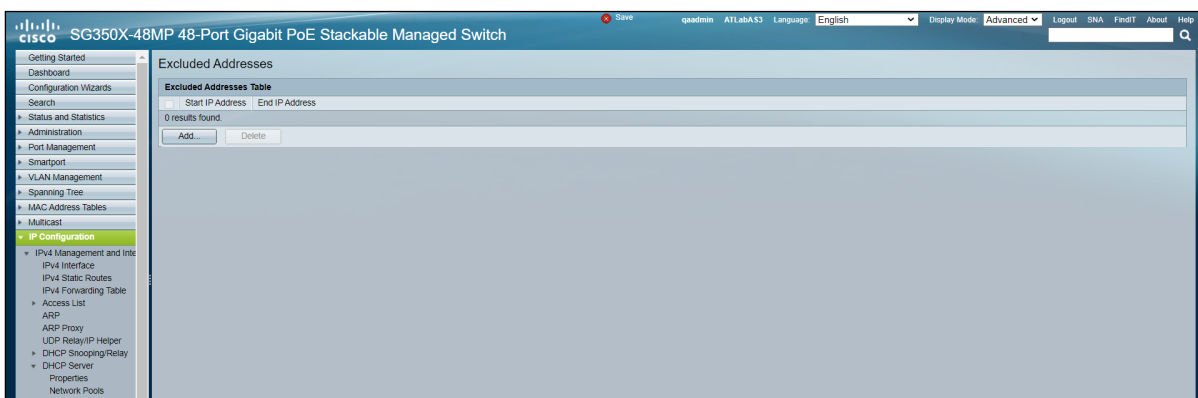 Save qaadmin ATLabAS3 Language: English Display Mode: Advanced Logout SNA FindIT About Help
CISCO SG350X-48MP 48-Port Gigabit PoE Stackable Managed Switch
Getting Started
Dashboard
Configuration Wizards
Search
Status and Statistics
Administration
Port Management
Smartport
VLAN Management
Spanning Tree
MAC Address Tables
Multicast
IP Configuration
IPv4 Management and Inte
IPv4 Interface
IPv4 Static Routes
IPv4 Forwarding Table
Access List
ARP
ARP Proxy
UDP Relay/IP Helper
DHCP Snooping/Relay
DHCP Server
Properties
Network Pools
Excluded Addresses
Excluded Addresses Table
Start IP Address End IP Address
0 results found.
Add... Delete